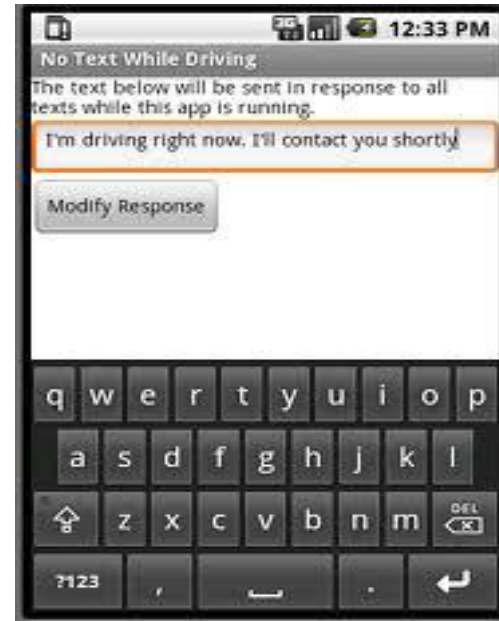 3G
12:33 PM
No Text While Driving
The text below will be sent in response to all
texts while this app is running.
I'm driving right now. I'll contact you shortly
Modify Response
q w e r t y u i o p
a s d f g h j k l
z x c v b n m DEL
?123 , .